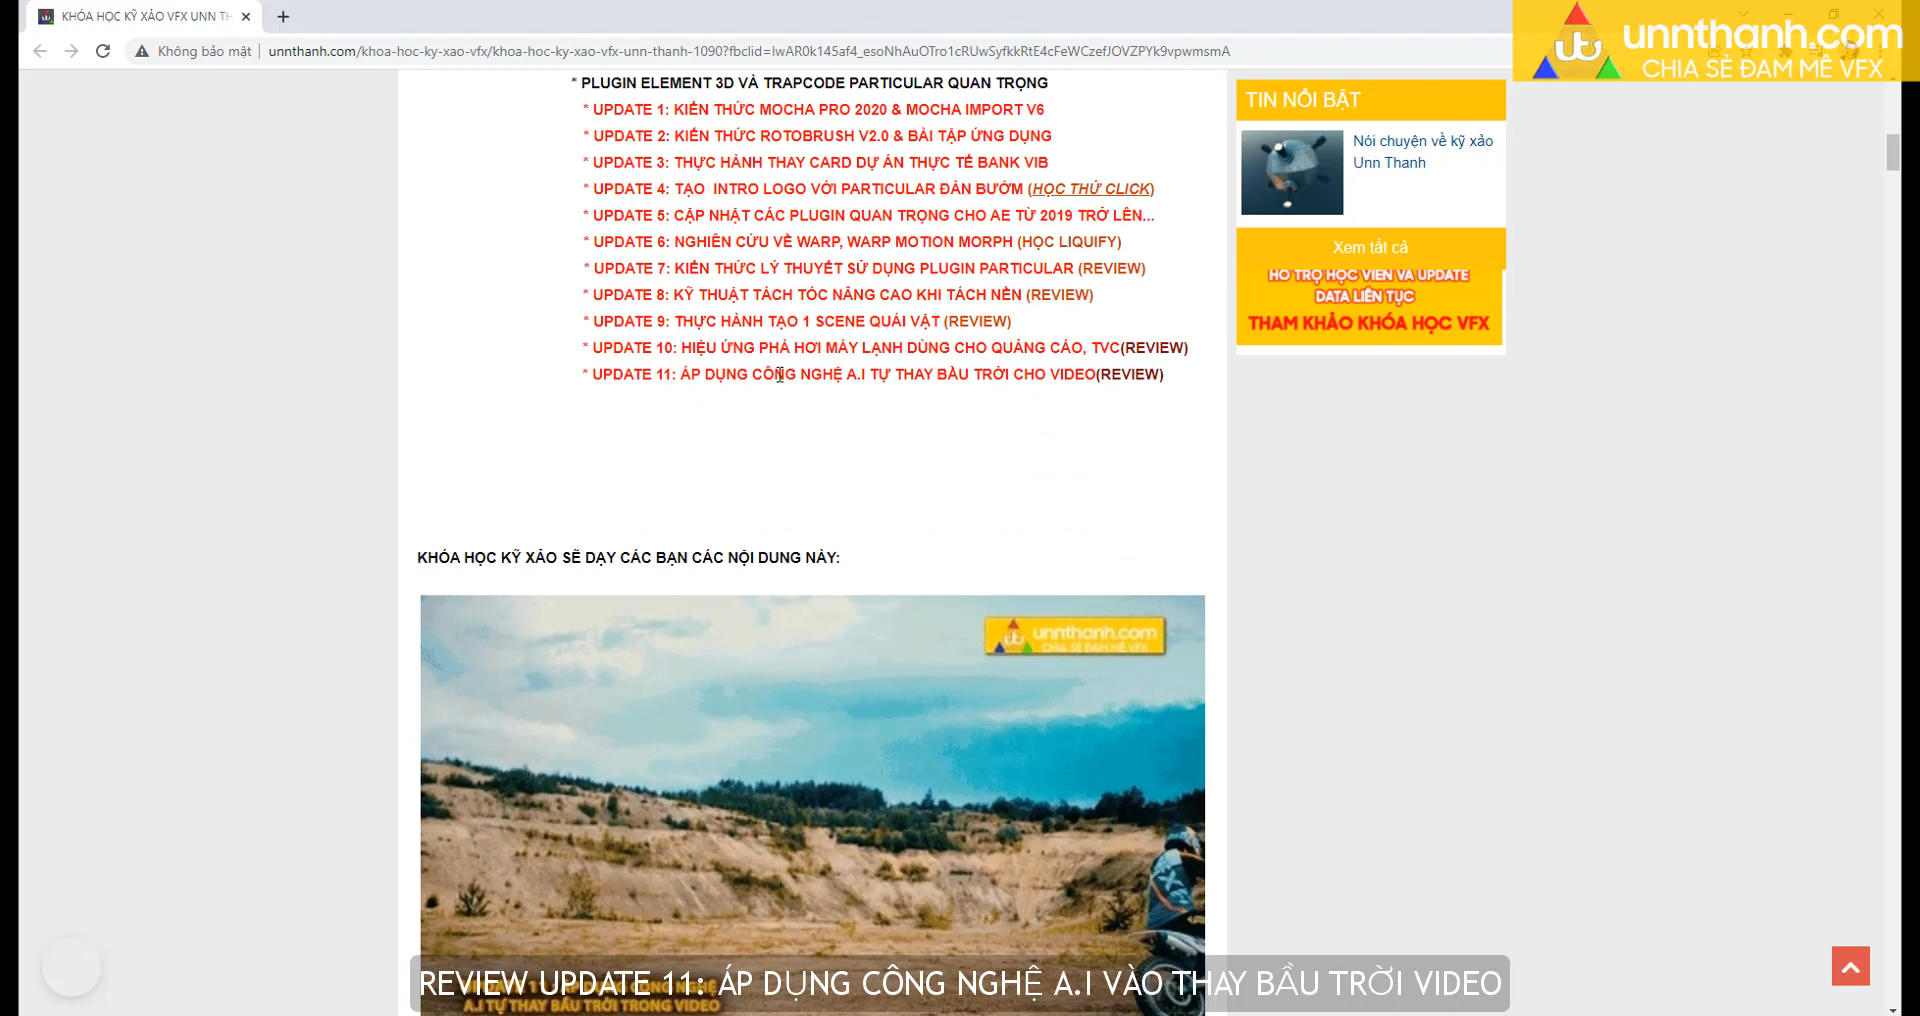 KHÓA HỌC KỸ XẢO VFX UNN TH
Không bảo mật
unnthanh.com/khoa-hoc-ky-xao-vfx/khoa-hoc-ky-xao-vfx-unn-thanh-1090?fbclid=IwAR0k145af4_esoNhAuOTro1cRUwSyfkkRtE4cFeWCzefJOVZPYk9vpwmsmA
unnthanh.com
CHIA SẺ ĐAM MÊ VFX
* PLUGIN ELEMENT 3D VÀ TRAPCODE PARTICULAR QUAN TRỌNG
* UPDATE 1: KIẾN THỨC MOCHA PRO 2020 & MOCHA IMPORT V6
* UPDATE 2: KIẾN THỨC ROTOBRUSH V2.0 & BÀI TẬP ỨNG DỤNG
* UPDATE 3: THỰC HÀNH THAY CARD DỰ ÁN THỰC TẾ BANK VIB
* UPDATE 4: TẠO INTRO LOGO VỚI PARTICULAR ĐÀN BƯỚM (HỌC THỬ CLICK)
* UPDATE 5: CẬP NHẬT CÁC PLUGIN QUAN TRỌNG CHO AE TỪ 2019 TRỞ LÊN...
* UPDATE 6: NGHIÊN CỨU VỀ WARP, WARP MOTION MORPH (HỌC LIQUIFY)
* UPDATE 7: KIẾN THỨC LÝ THUYẾT SỬ DỤNG PLUGIN PARTICULAR (REVIEW)
* UPDATE 8: KỸ THUẬT TÁCH TÓC NÂNG CAO KHI TÁCH NỀN (REVIEW)
* UPDATE 9: THỰC HÀNH TẠO 1 SCENE QUÁI VẬT (REVIEW)
* UPDATE 10: HIỆU ỨNG PHÀ HƠI MÁY LẠNH DÙNG CHO QUẢNG CÁO, TVC(REVIEW)
* UPDATE 11: ÁP DỤNG CÔNG NGHỆ A.I TỰ THAY BẦU TRỜI CHO VIDEO(REVIEW)
TIN NỔI BẬT
Nói chuyện về kỹ xảo
Unn Thanh
Xem tất cả
HỖ TRỢ HỌC VIÊN VÀ UPDATE
DATA LIÊN TỤC
THAM KHẢO KHÓA HỌC VFX
KHÓA HỌC KỸ XẢO SẼ DẠY CÁC BẠN CÁC NỘI DUNG NÀY:
unnthanh.com
CHIA SẺ ĐAM MÊ VFX
REVIEW UPDATE 11: ÁP DỤNG CÔNG NGHỆ A.I VÀO THAY BẦU TRỜI VIDEO
A.I TỰ THAY BẦU TRỜI TRONG VIDEO